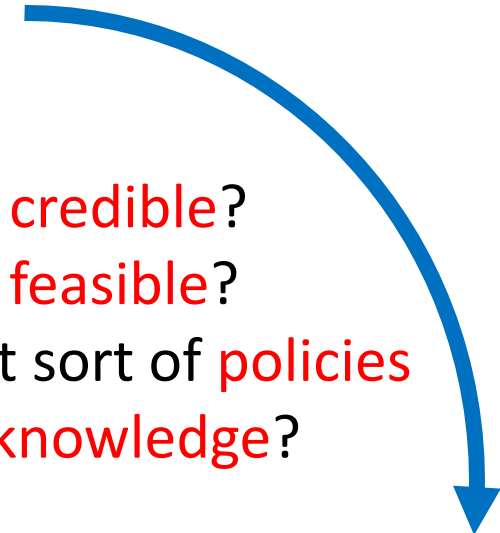 credible?
feasible?
t sort of policies
knowledge?